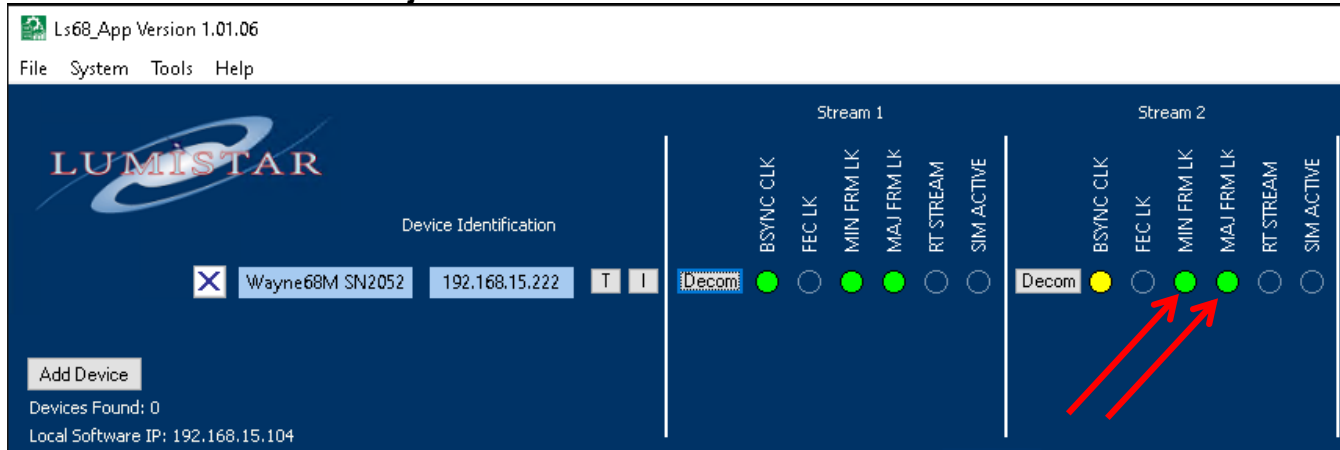 Ls68_App Version 1.01.06
File System Tools Help
Stream 1 Stream 2
LUMISTAR
BSYNC CLK
FEC LK
MIN FRM LK
MAJ FRM LK
RT STREAM
SIM ACTIVE
BSYNC CLK
FEC LK
MIN FRM LK
MAJ FRM LK
RT STREAM
SIM ACTIVE
Device Identification
Wayne68M SN2052 192.168.15.222 T I Decom Decom
Add Device
Devices Found: 0
Local Software IP: 192.168.15.104